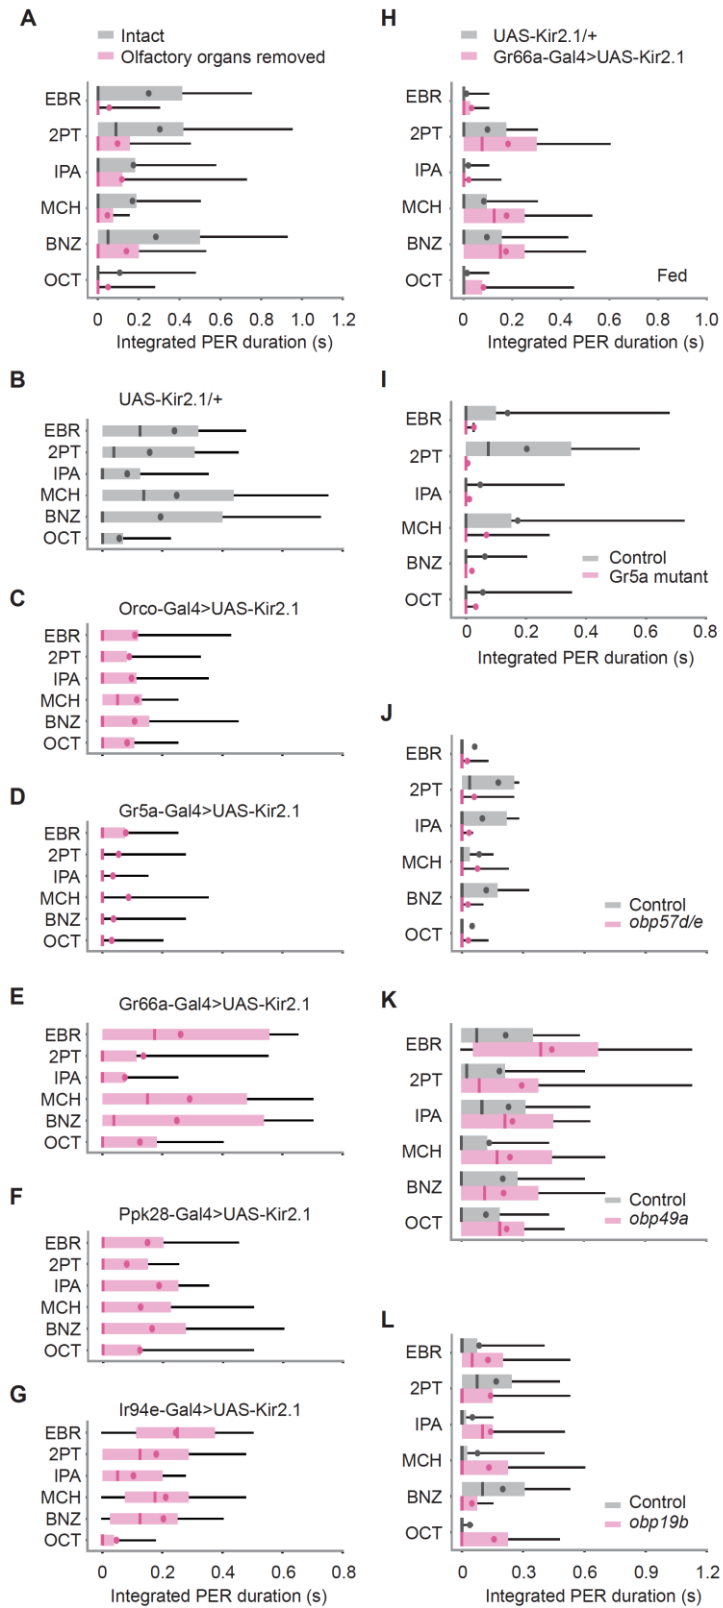 A
Intact
Olfactory organs removed
EBR
2PT
IPA
MCH
BNZ
OCT
0 0.2 0.4 0.6 0.8 1.0 1.2
Integrated PER duration (s)
B
UAS-Kir2.1/+
EBR
2PT
IPA
MCH
BNZ
OCT
C
Orco-Gal4>UAS-Kir2.1
EBR
2PT
IPA
MCH
BNZ
OCT
D
Gr5a-Gal4>UAS-Kir2.1
EBR
2PT
IPA
MCH
BNZ
OCT
E
Gr66a-Gal4>UAS-Kir2.1
EBR
2PT
IPA
MCH
BNZ
OCT
F
Ppk28-Gal4>UAS-Kir2.1
EBR
2PT
IPA
MCH
BNZ
OCT
G
Ir94e-Gal4>UAS-Kir2.1
EBR
2PT
IPA
MCH
BNZ
OCT
0 0.2 0.4 0.6 0.8
Integrated PER duration (s)
H
UAS-Kir2.1/+
Gr66a-Gal4>UAS-Kir2.1
EBR
2PT
IPA
MCH
BNZ
OCT
Fed
0 0.2 0.4 0.6 0.8 1.0
Integrated PER duration (s)
I
EBR
2PT
IPA
MCH
BNZ
OCT
Control
Gr5a mutant
0 0.2 0.4 0.6 0.8
Integrated PER duration (s)
J
EBR
2PT
IPA
MCH
BNZ
OCT
Control
obp57d/e
K
EBR
2PT
IPA
MCH
BNZ
OCT
Control
obp49a
L
EBR
2PT
IPA
MCH
BNZ
OCT
Control
obp19b
0 0.3 0.6 0.9 1.2
Integrated PER duration (s)